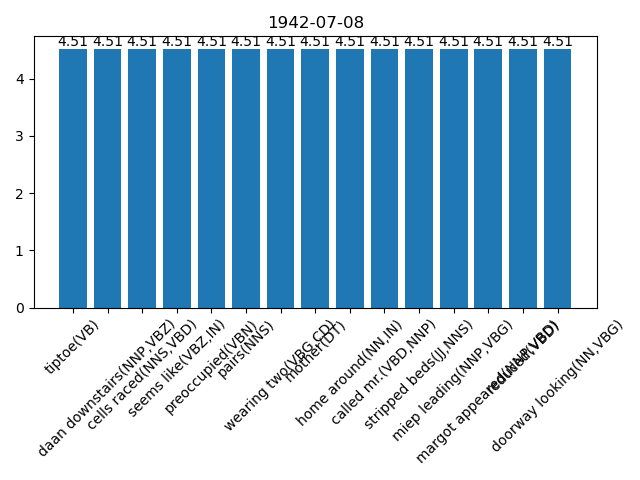 1942-07-08
4.51 4.51 4.51 4.51 4.51 4.51 4.51 4.51 4.51 4.51 4.51 4.51 4.51 4.51 4.51
4
3
2
1
0
tiptoe(VB)
daan downstairs(NNP,VBZ)
cells raced(NNS,VBD)
seems like(VBZ,IN)
preoccupied(VBN)
pairs(NNS)
wearing two(VBG,CD)
mother(DT)
home around(NN,IN)
called mr.(VBD,NNP)
stripped beds(JJ,NNS)
miep leading(NNP,VBG)
margot appeared(NNP,VBD)
doorway looking(NN,VBG)